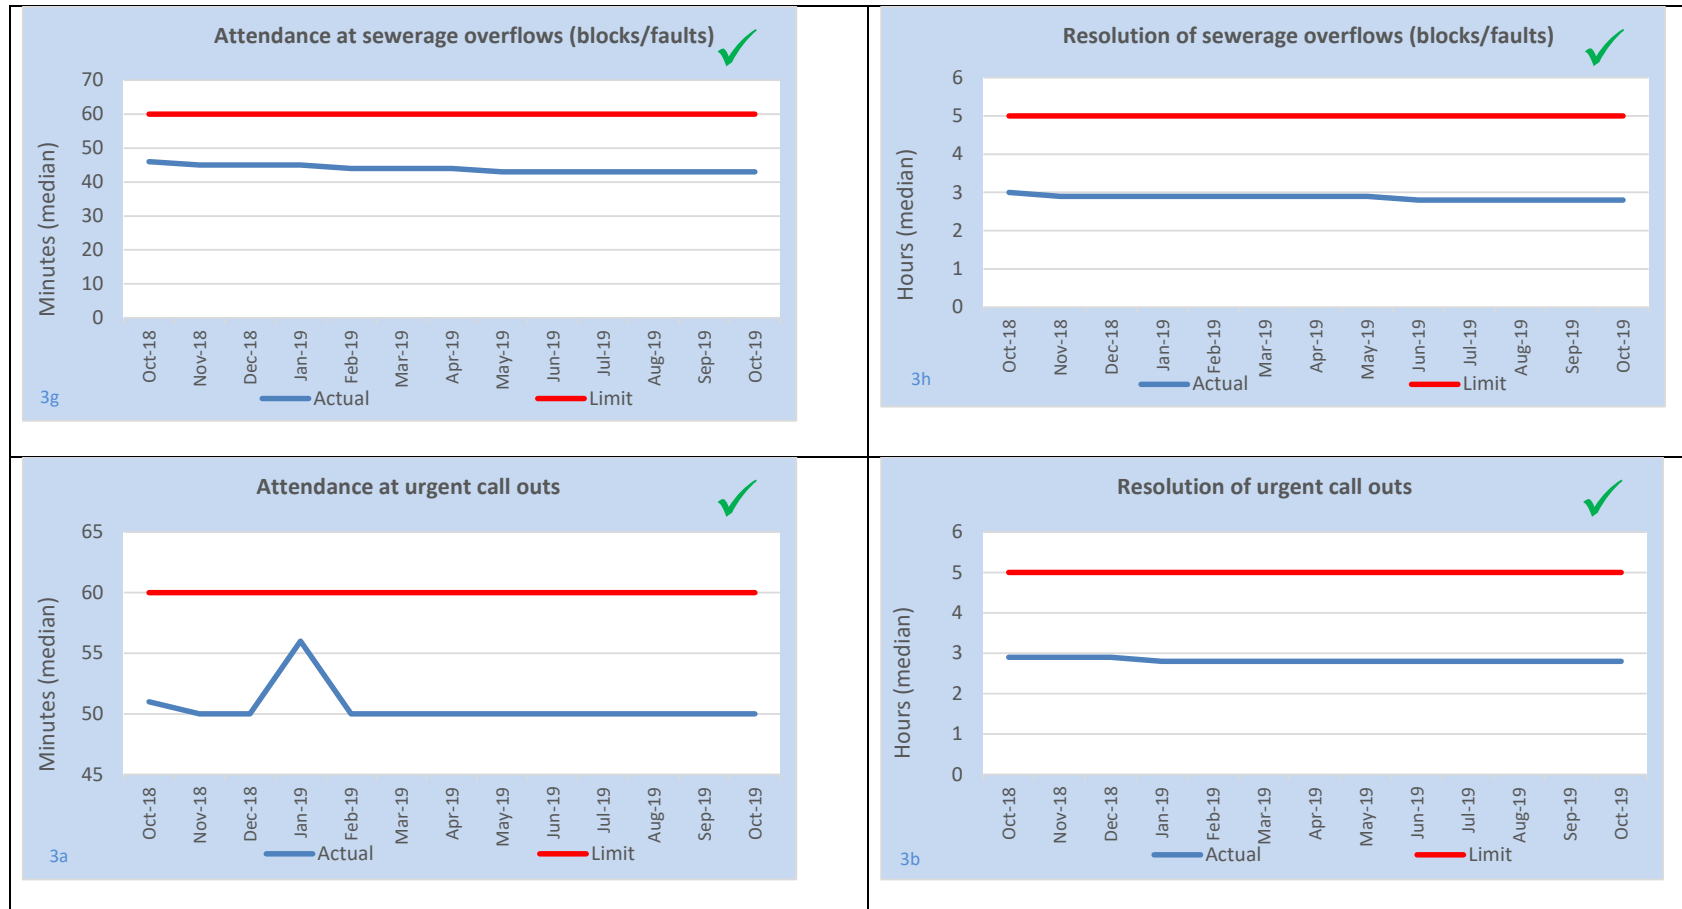 Attendance at sewerage overflows (blocks/faults)
Minutes (median)
70
60
50
40
30
20
10
0
Oct-18
Nov-18
Dec-18
Jan-19
Feb-19
Mar-19
Apr-19
May-19
Jun-19
Jul-19
Aug-19
Sep-19
Oct-19
Actual
Limit
3g
Resolution of sewerage overflows (blocks/faults)
Hours (median)
6
5
4
3
2
1
0
Oct-18
Nov-18
Dec-18
Jan-19
Feb-19
Mar-19
Apr-19
May-19
Jun-19
Jul-19
Aug-19
Sep-19
Oct-19
Actual
Limit
3h
Attendance at urgent call outs
Minutes (median)
65
60
55
50
45
Oct-18
Nov-18
Dec-18
Jan-19
Feb-19
Mar-19
Apr-19
May-19
Jun-19
Jul-19
Aug-19
Sep-19
Oct-19
Actual
Limit
3a
Resolution of urgent call outs
Hours (median)
6
5
4
3
2
1
0
Oct-18
Nov-18
Dec-18
Jan-19
Feb-19
Mar-19
Apr-19
May-19
Jun-19
Jul-19
Aug-19
Sep-19
Oct-19
Actual
Limit
3b